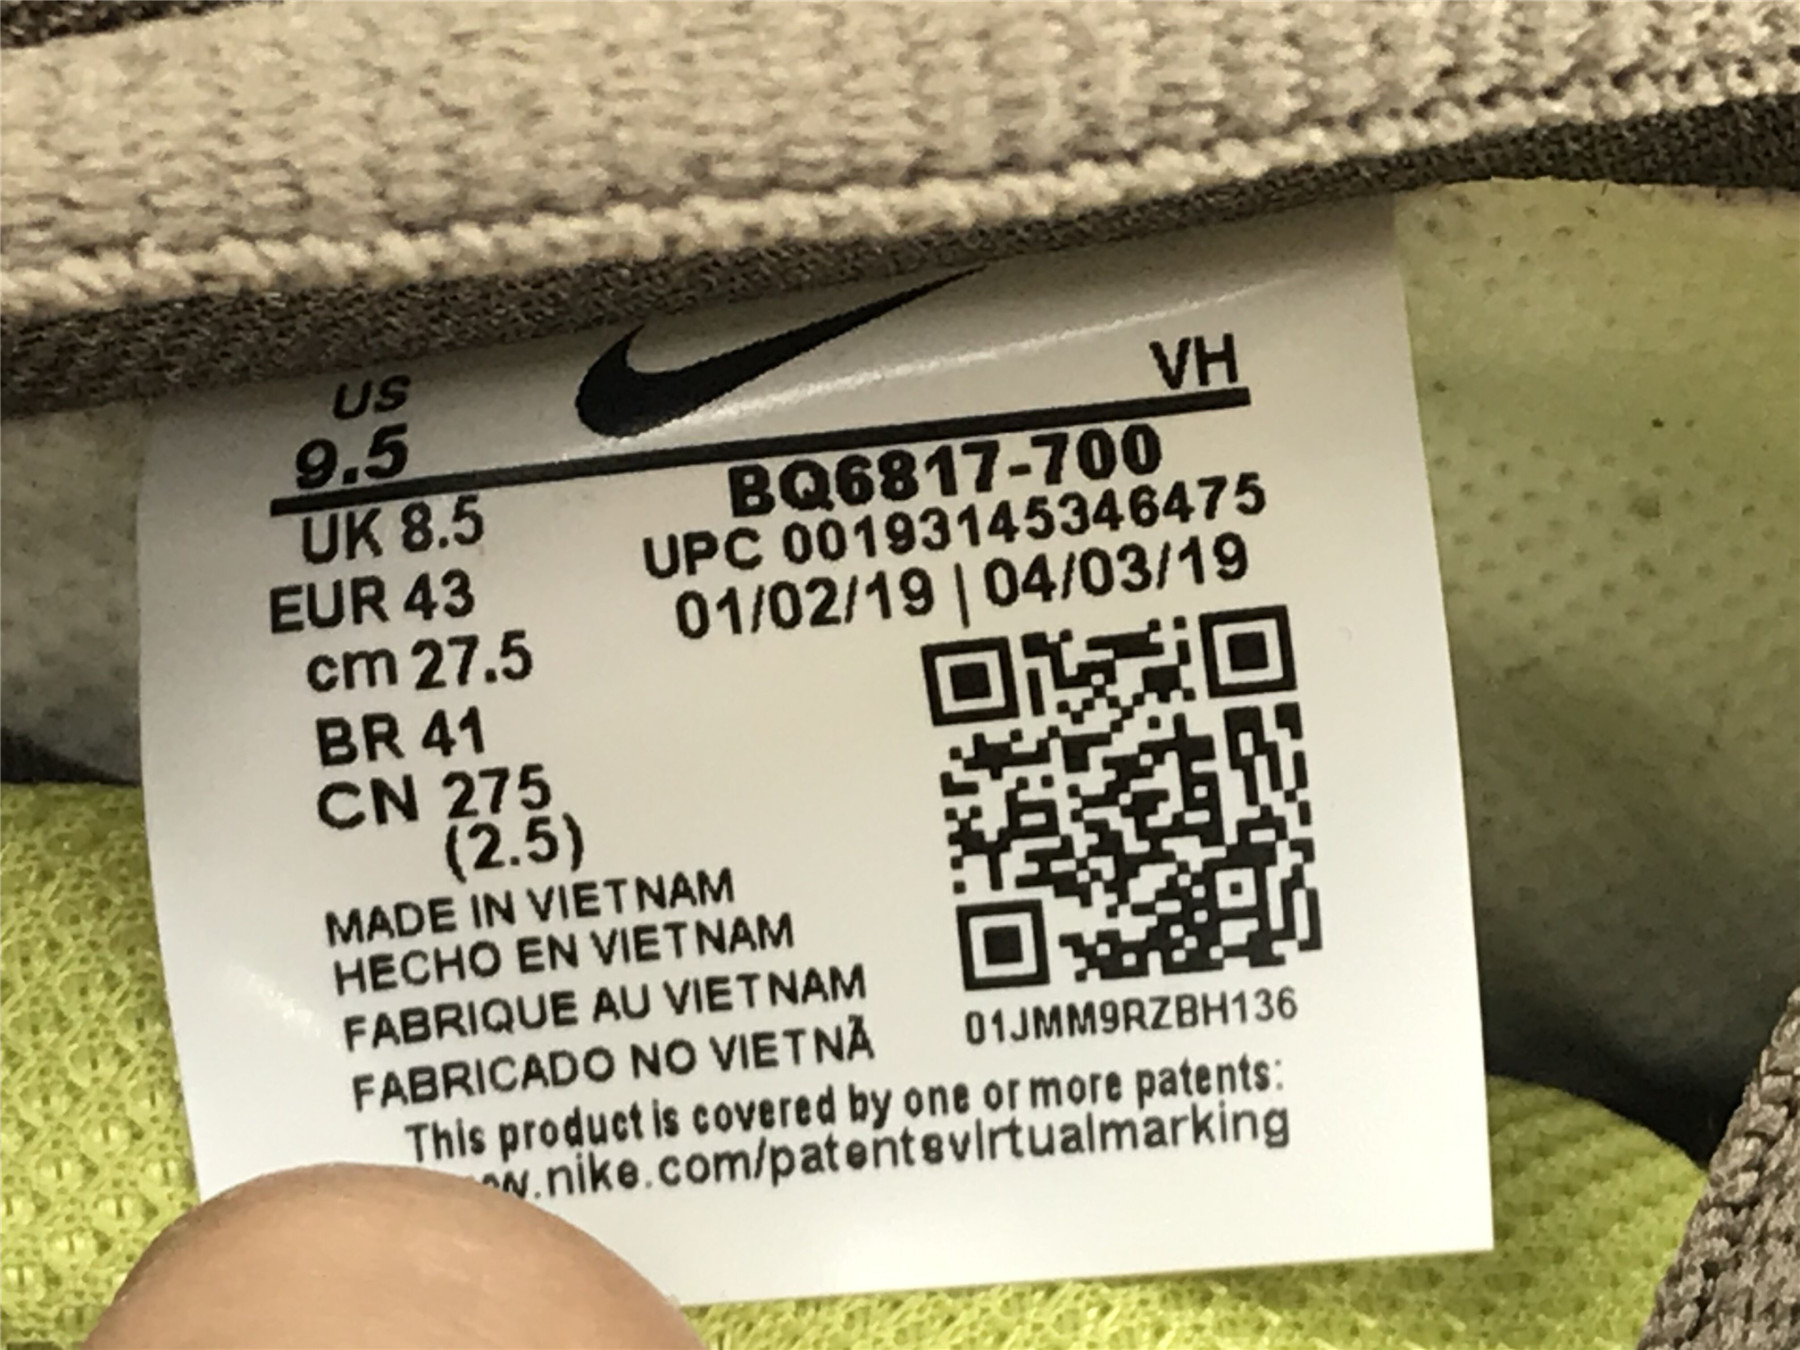 US
9.5
VH
UK 8.5
EUR 43
cm 27.5
BR 41
CN 275
(2.5)
BQ6817-700
UPC 00193145346475
01/02/19 | 04/03/19
01JMM9RZBH136
MADE IN VIETNAM
HECHO EN VIETNAM
FABRIQUE AU VIETNAM
FABRICADO NO VIETNÃ
This product is covered by one or more patents:
w.nike.com/patentsvirtualmarking